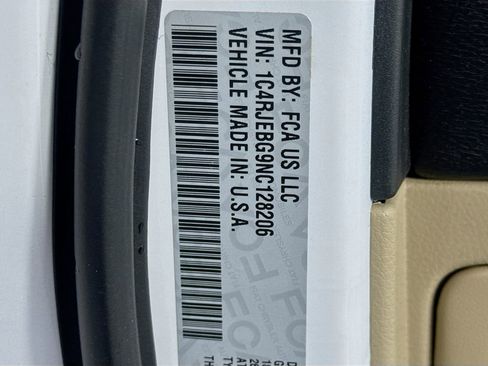 MFD BY: FCA US LLC
VIN: 1C4RJEBG9NC128206
VEHICLE MADE IN: U.S.A.